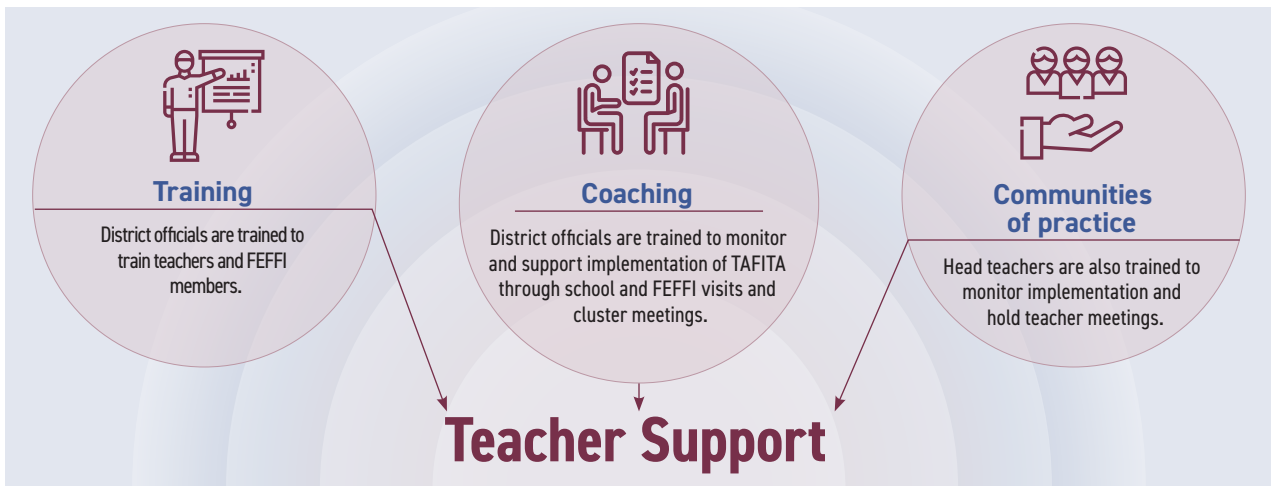 Training
District officials are trained to
train teachers and FEFFI
members.
Coaching
District officials are trained to monitor
and support implementation of TAFITA
through school and FEFFI visits and
cluster meetings.
Communities
of practice
Head teachers are also trained to
monitor implementation and
hold teacher meetings.
Teacher Support